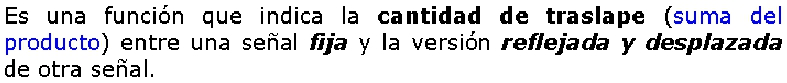 Es una función que indica la cantidad de traslape (suma del
producto) entre una señal fija y la versión reflejada y desplazada
de otra señal.